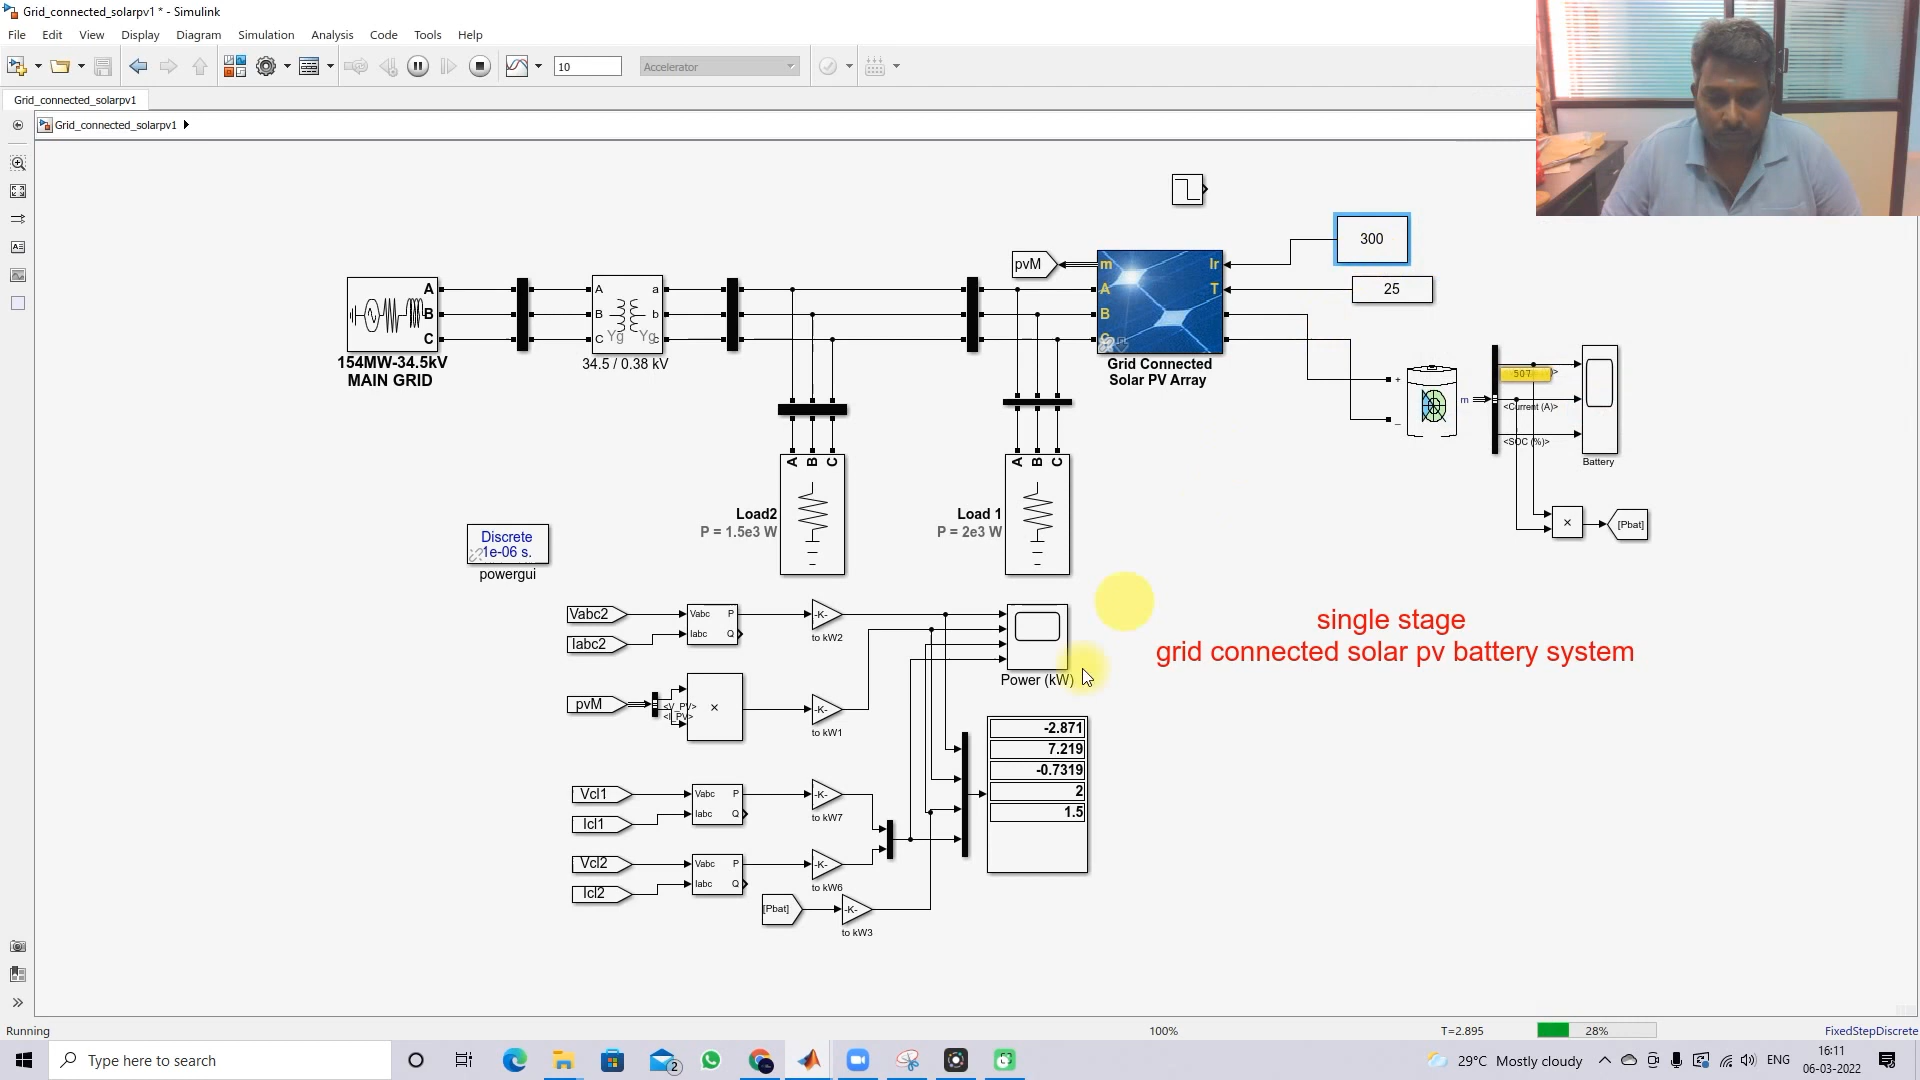 Grid_connected_solarpv1 * - Simulink
File Edit View Display Diagram Simulation Analysis Code Tools Help
10
Accelerator
Grid_connected_solarpv1
Grid_connected_solarpv1
300
25
pvM
m
A
B
Ir
T
Grid Connected
Solar PV Array
A
B
C
154MW-34.5kV
MAIN GRID
A
B
C
a
b
c
Yg Yg
34.5 / 0.38 kV
+
_
m
507
<Current (A)>
<SOC (%)>
Battery
×
[Pbat]
A B C
Load2
P = 1.5e3 W
A B C
Load 1
P = 2e3 W
Discrete
1e-06 s.
powergui
Vabc2
Iabc2
Vabc
Iabc
P
Q
-K-
to kW2
Power (kW)
single stage
grid connected solar pv battery system
pvM
<V_PV>
<I_PV>
×
-K-
to kW1
-2.871
7.219
-0.7319
2
1.5
Vcl1
Icl1
Vabc
Iabc
P
Q
-K-
to kW7
Vcl2
Icl2
Vabc
Iabc
P
Q
-K-
to kW6
[Pbat]
-K-
to kW3
Running
100%
T=2.895
28%
FixedStepDiscrete
Type here to search
2
29°C Mostly cloudy
ENG
16:11
06-03-2022